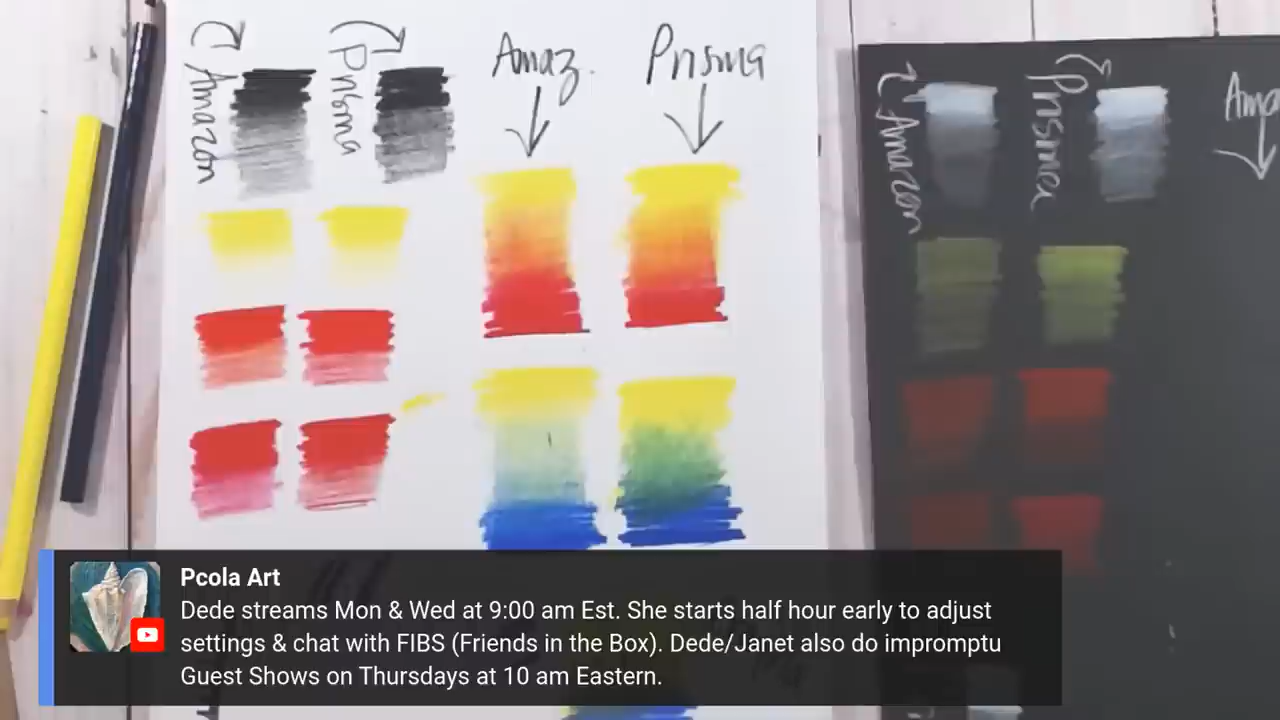 Amazon
Prisma
Amaz.
Prisma
Amazon
Prisma
Pcola Art
Dede streams Mon & Wed at 9:00 am Est. She starts half hour early to adjust
settings & chat with FIBS (Friends in the Box). Dede/Janet also do impromptu
Guest Shows on Thursdays at 10 am Eastern.